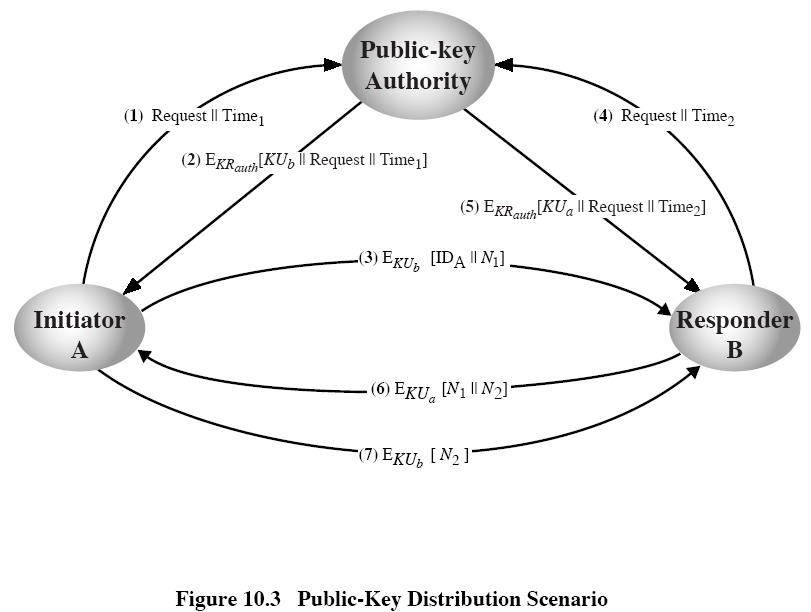 Public-key
Authority
(1) Request || Time1
(4) Request || Time2
(2) EKRauth[KUb || Request || Time1]
(5) EKRauth[KUa || Request || Time2]
(3) EKUb [IDA || N1]
Initiator
A
Responder
B
(6) EKUa [N1 || N2]
(7) EKUb [ N2 ]
Figure 10.3 Public-Key Distribution Scenario